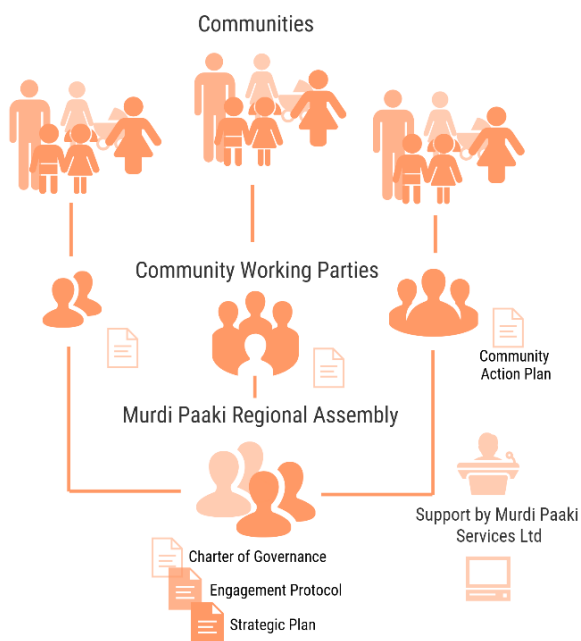 Communities
Community Working Parties
Community
Action Plan
Murdi Paaki Regional Assembly
Support by Murdi Paaki
Services Ltd
Charter of Governance
Engagement Protocol
Strategic Plan